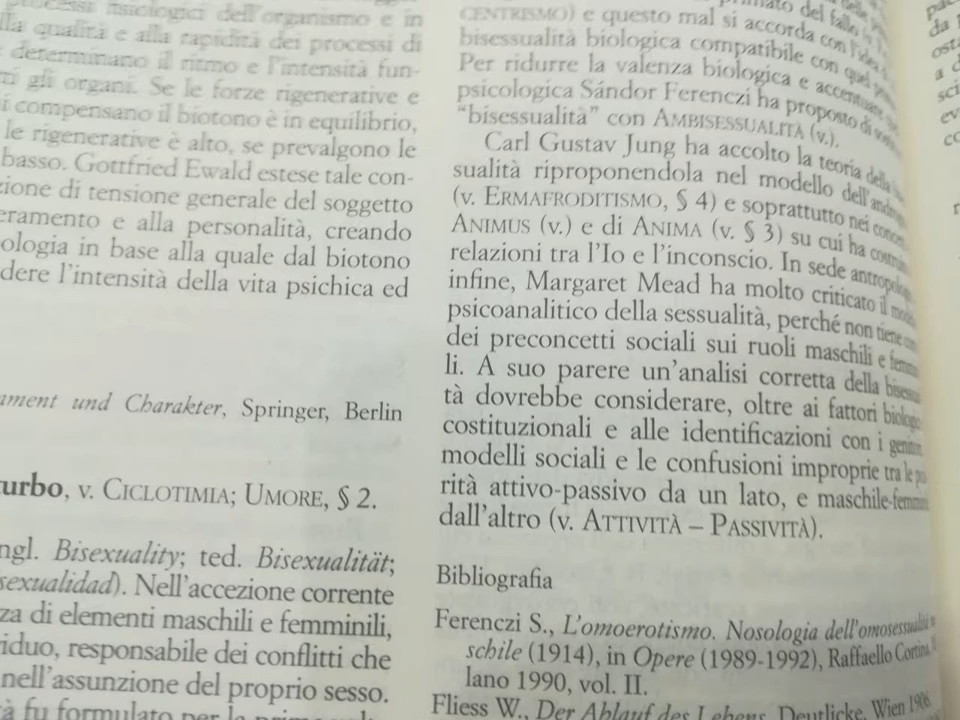 processi fisiologici dell'organismo e in
alla qualità e alla rapidità dei processi di
determinano il ritmo e l'intensità fun-
gli organi. Se le forze rigenerative e
compensano il biotono è in equilibrio,
le rigenerative è alto, se prevalgono le
basso. Gottfried Ewald estese tale con-
zione di tensione generale del soggetto
eramento e alla personalità, creando
ologia in base alla quale dal biotono
dere l'intensità della vita psichica ed
ament und Charakter, Springer, Berlin
turbo, v. CICLOTIMIA; UMORE, § 2.
ngl. Bisexuality; ted. Bisexualität;
sexualidad). Nell'accezione corrente
za di elementi maschili e femminili,
iduo, responsabile dei conflitti che
nell'assunzione del proprio sesso.
fu formulato per la
del fallo
CENTRISMO) e questo mal si accorda con l'idea
bisessualità biologica compatibile con
Per ridurre la valenza biologica e accentuare
psicologica Sándor Ferenczi ha proposto di
"bisessualità" con AMBISESSUALITÀ (v.).
Carl Gustav Jung ha accolto la teoria della
sualità riproponendola nel modello
(v. ERMAFRODITISMO, § 4) e soprattutto nei
ANIMUS (v.) e di ANIMA (v. § 3) su cui ha
relazioni tra l'Io e l'inconscio. In sede
infine, Margaret Mead ha molto criticato il
psicoanalitico della sessualità, perché non tiene
dei preconcetti sociali sui ruoli maschili e
li. A suo parere un'analisi corretta della
tà dovrebbe considerare, oltre ai fattori
costituzionali e alle identificazioni con i
modelli sociali e le confusioni improprie tra le
rità attivo-passivo da un lato, e maschile-femmi
dall'altro (v. ATTIVITÀ – PASSIVITÀ).
Bibliografia
Ferenczi S., L'omoerotismo. Nosologia dell'omosessualità
schile (1914), in Opere (1989-1992), Raffaello Cortina,
lano 1990, vol. II.
Fliess W., Der Ablauf des Lebens, Deutlicke, Wien 1906